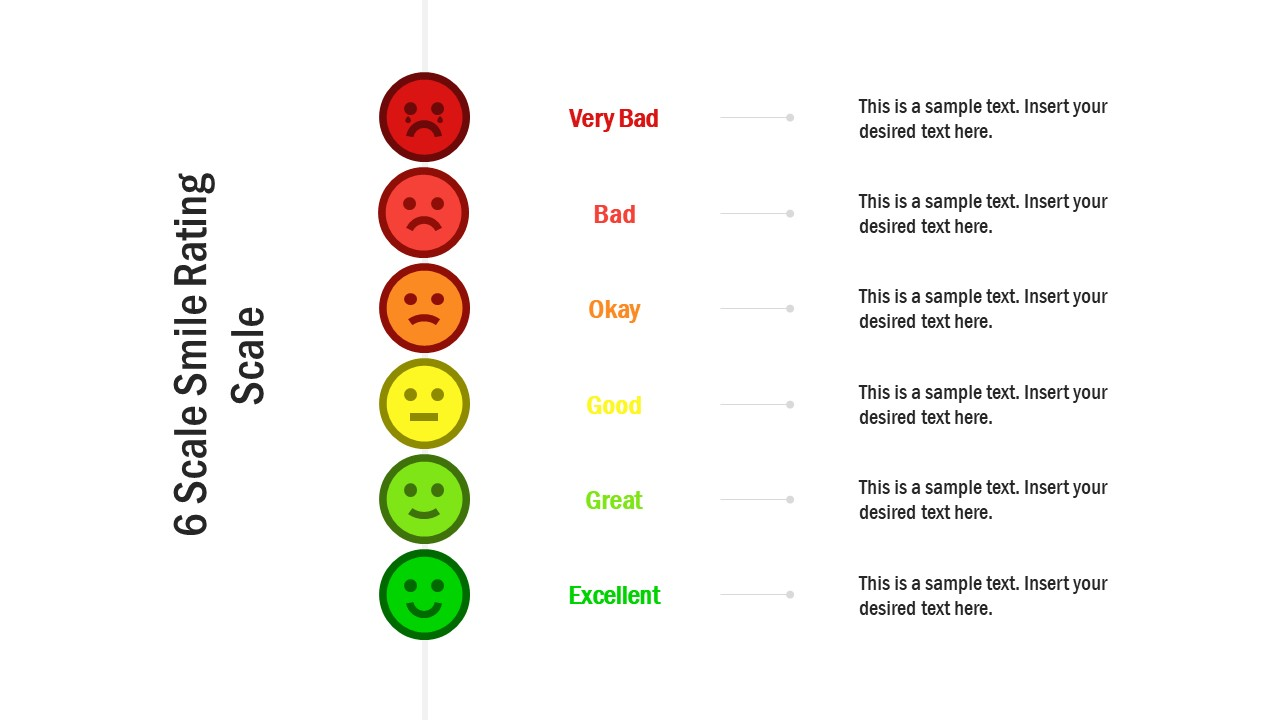 6 Scale Smile Rating
Scale
Very Bad
This is a sample text. Insert your
desired text here.
Bad
This is a sample text. Insert your
desired text here.
Okay
This is a sample text. Insert your
desired text here.
Good
This is a sample text. Insert your
desired text here.
Great
This is a sample text. Insert your
desired text here.
Excellent
This is a sample text. Insert your
desired text here.